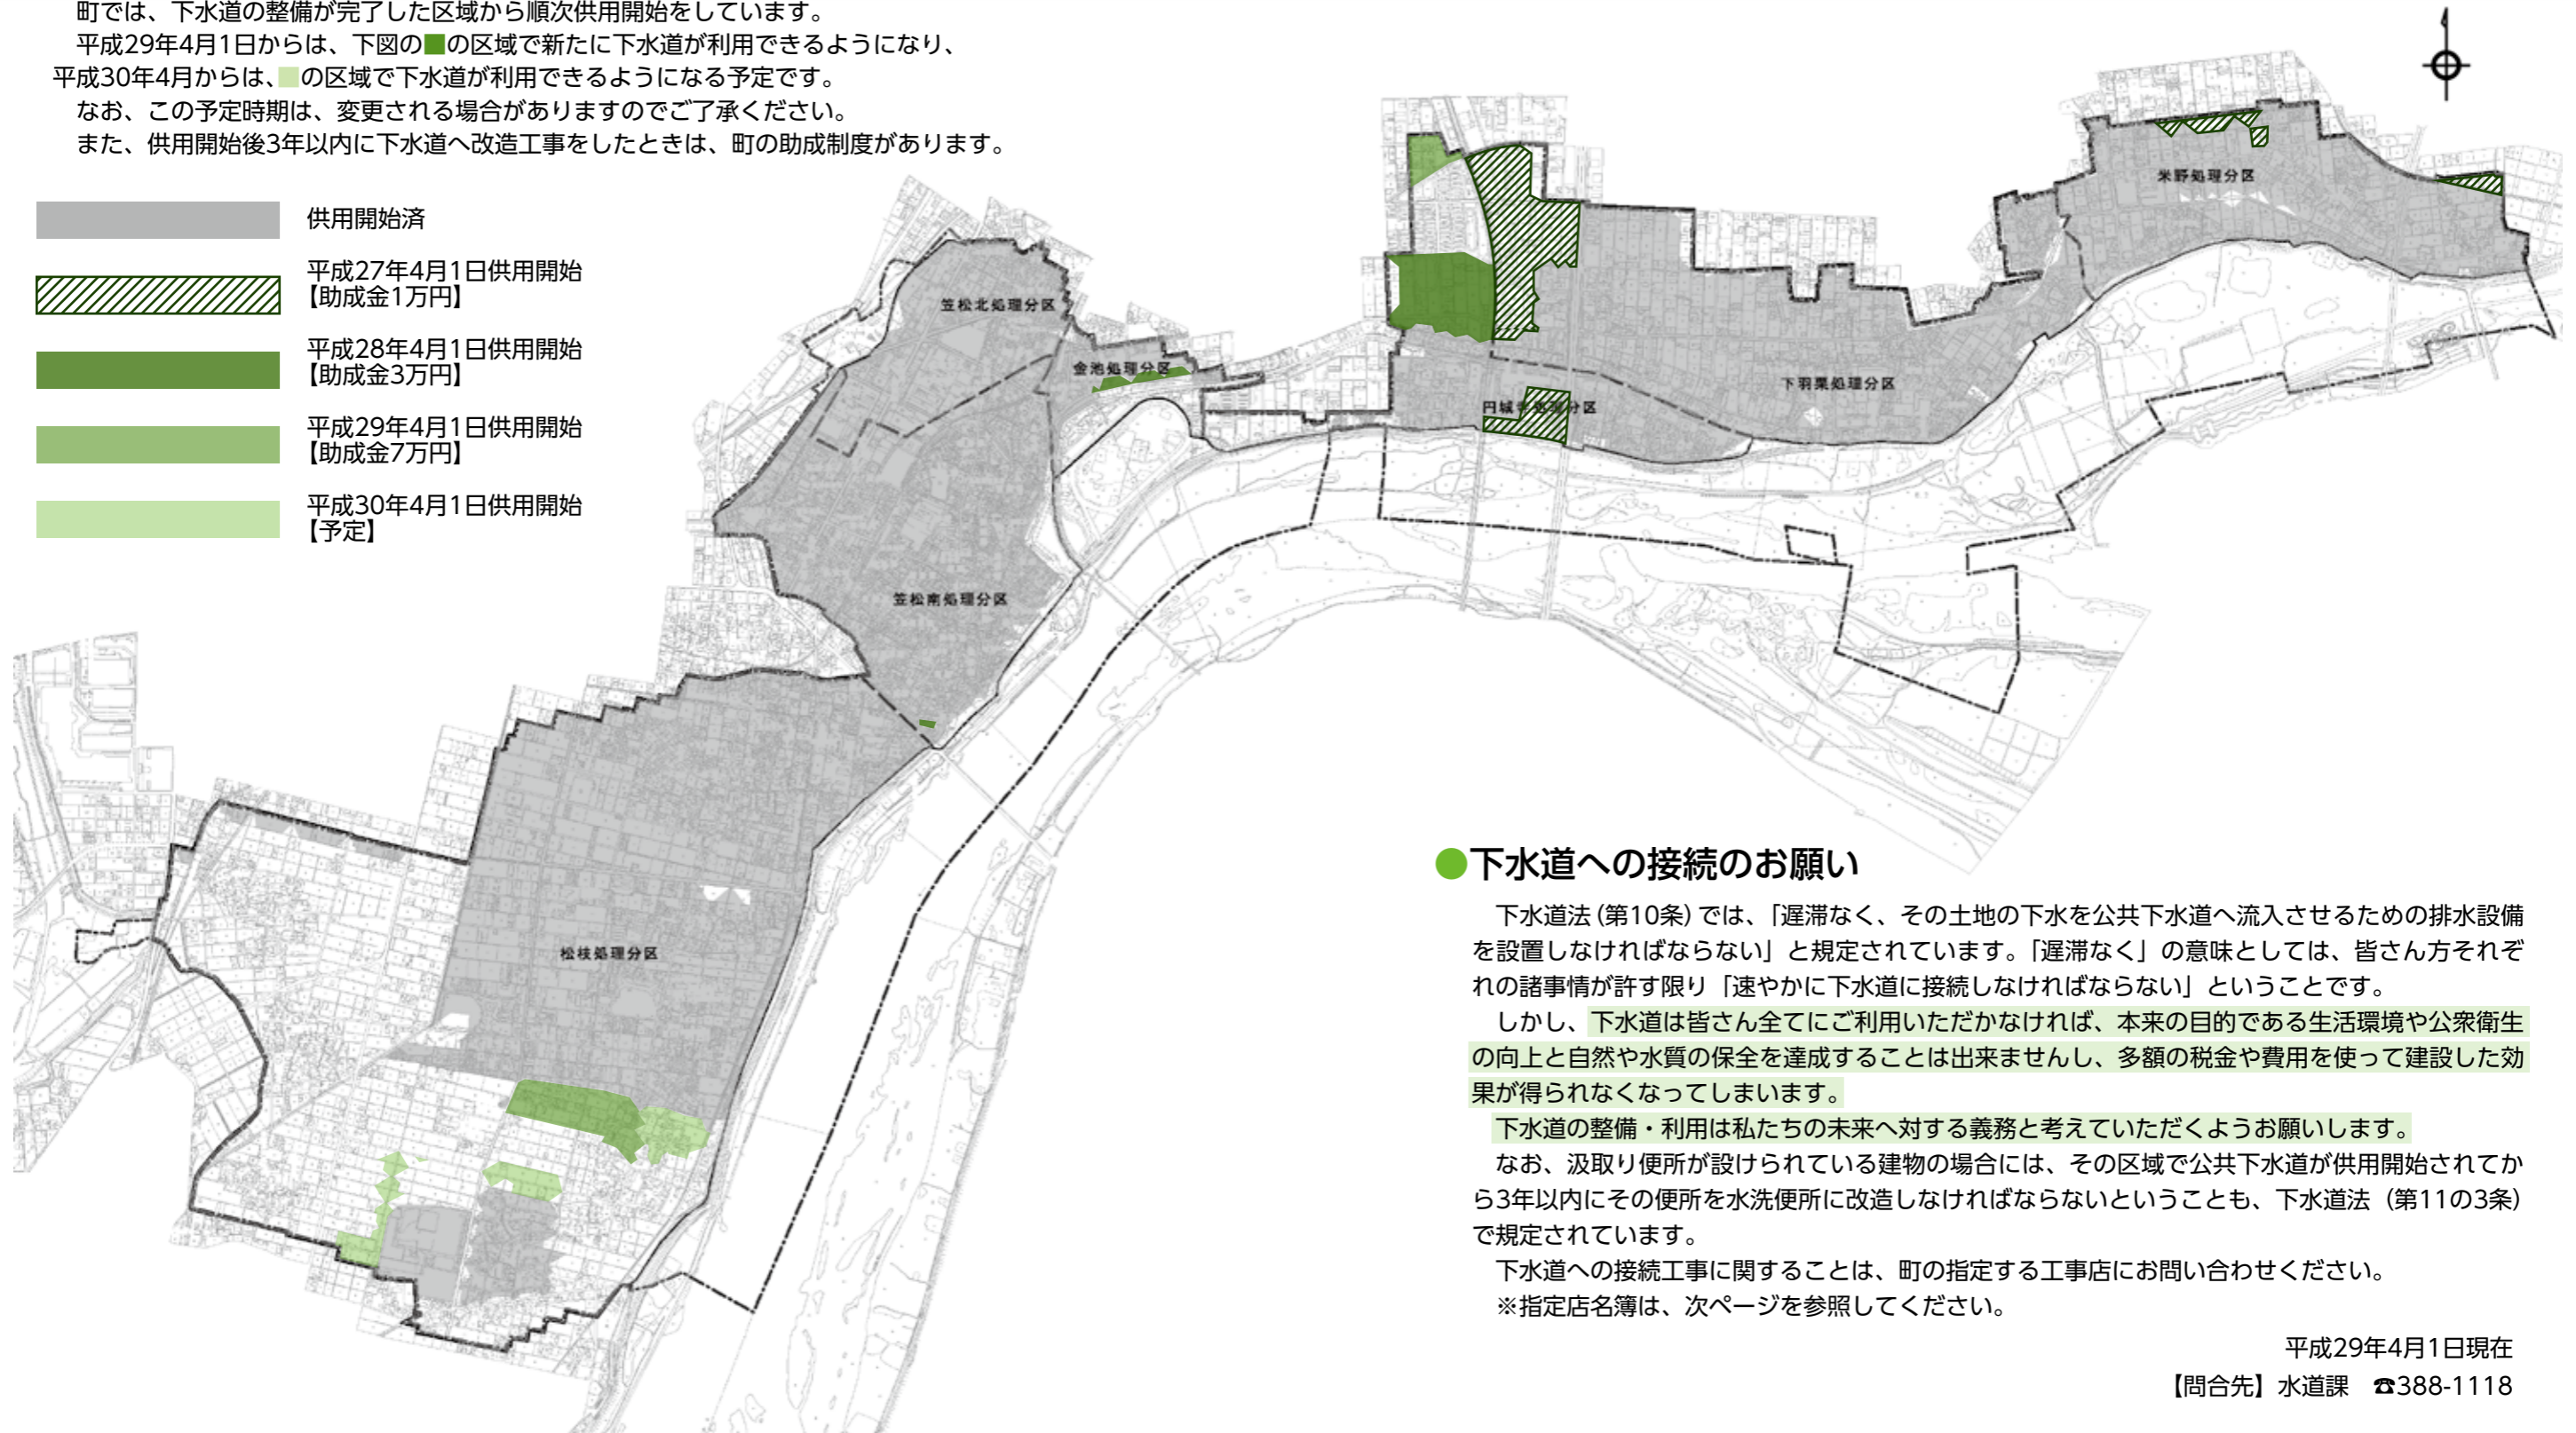 町では、下水道の整備が完了した区域から順次供用開始をしています。
平成29年4月1日からは、下図の■の区域で新たに下水道が利用できるようになり、
平成30年4月からは、■の区域で下水道が利用できるようになる予定です。
なお、この予定時期は、変更される場合がありますのでご了承ください。
また、供用開始後3年以内に下水道へ改造工事をしたときは、町の助成制度があります。
供用開始済
平成27年4月1日供用開始
【助成金1万円】
平成28年4月1日供用開始
【助成金3万円】
平成29年4月1日供用開始
【助成金7万円】
平成30年4月1日供用開始
【予定】
米野処理分区
笠松北処理分区
金池処理分区
下羽栗処理分区
円城寺処理分区
笠松南処理分区
松枝処理分区
●下水道への接続のお願い
下水道法(第10条)では、「遅滞なく、その土地の下水を公共下水道へ流入させるための排水設備
を設置しなければならない」と規定されています。「遅滞なく」の意味としては、皆さん方それぞ
れの諸事情が許す限り「速やかに下水道に接続しなければならない」ということです。
しかし、下水道は皆さん全てにご利用いただかなければ、本来の目的である生活環境や公衆衛生
の向上と自然や水質の保全を達成することは出来ませんし、多額の税金や費用を使って建設した効
果が得られなくなってしまいます。
下水道の整備・利用は私たちの未来へ対する義務と考えていただくようお願いします。
なお、汲取り便所が設けられている建物の場合には、その区域で公共下水道が供用開始されてか
ら3年以内にその便所を水洗便所に改造しなければならないということも、下水道法(第11の3条)
で規定されています。
下水道への接続工事に関することは、町の指定する工事店にお問い合わせください。
※指定店名簿は、次ページを参照してください。
平成29年4月1日現在
【問合先】水道課 ☎388-1118